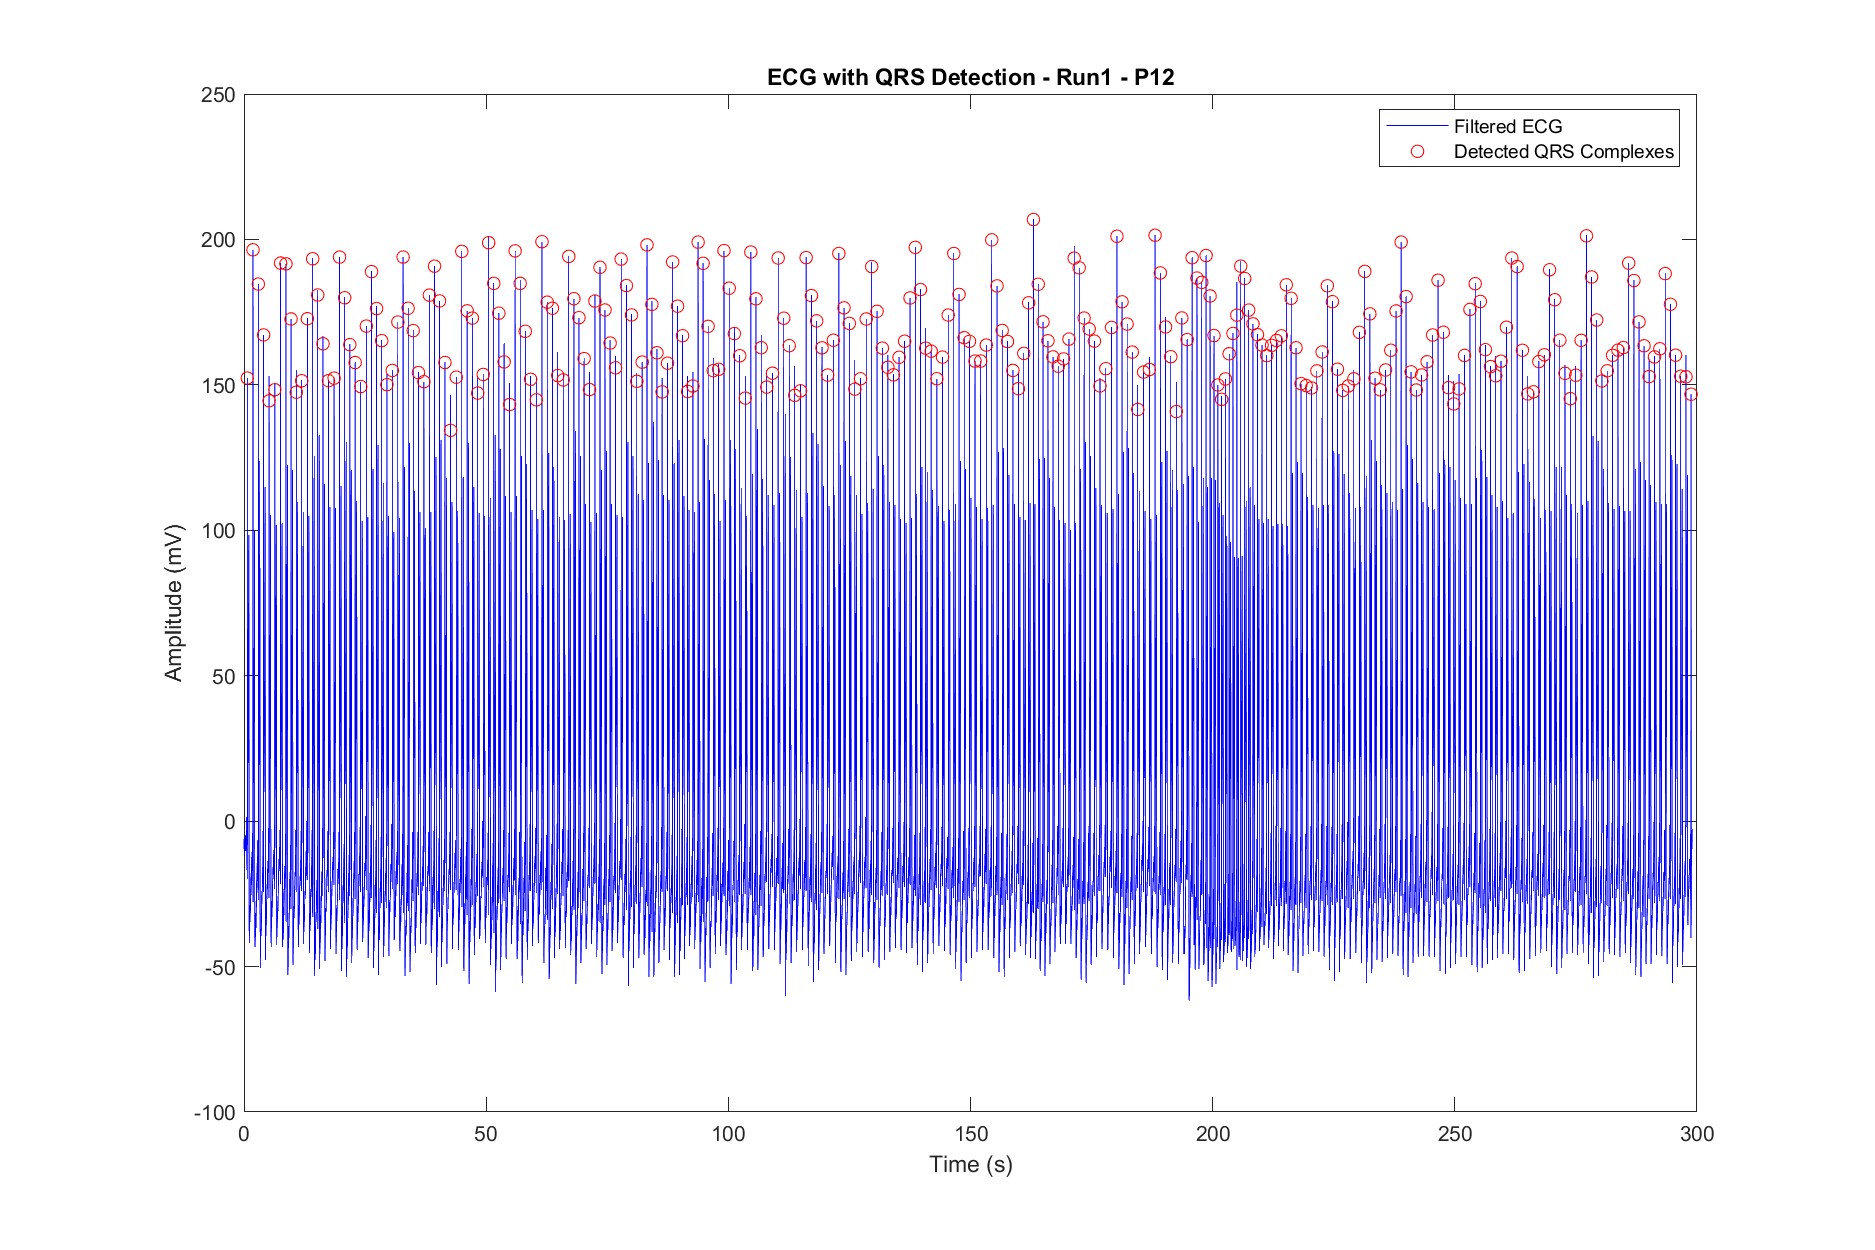 ECG with QRS Detection - Run1 - P12
250
200
150
100
50
0
-50
-100
Amplitude (mV)
Filtered ECG
Detected QRS Complexes
0 50 100 150 200 250 300
Time (s)